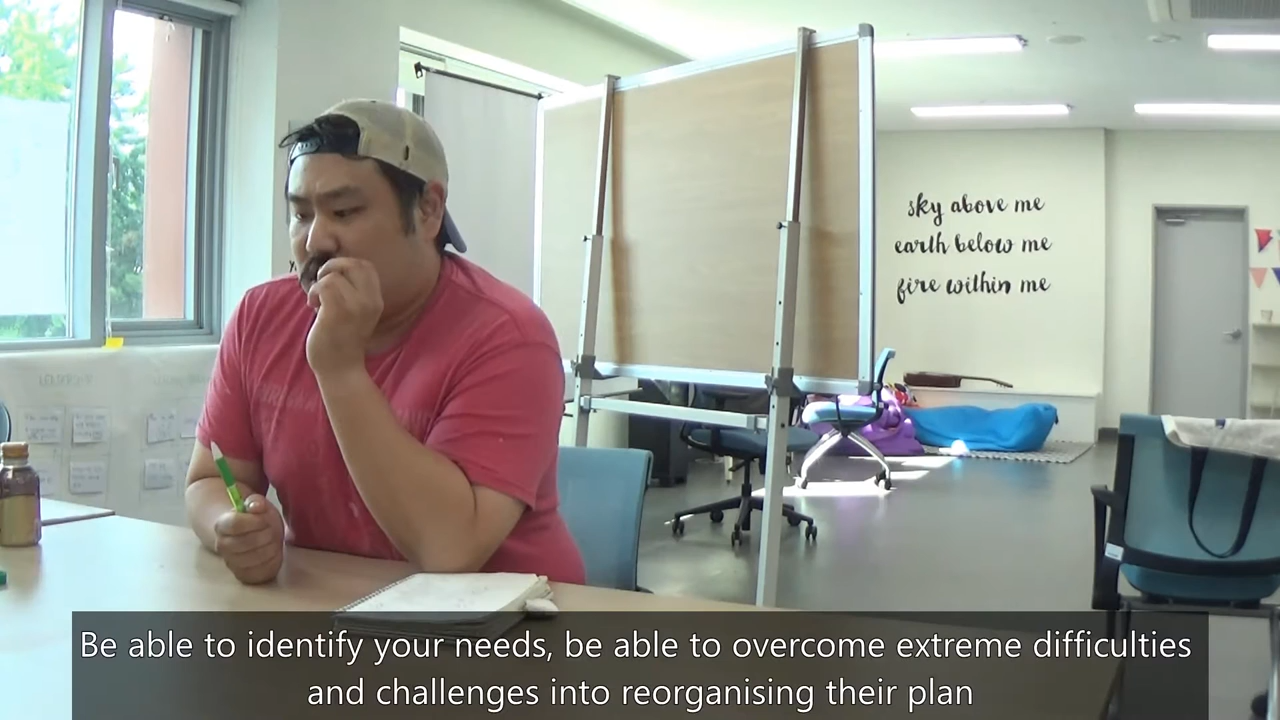 sky above me
earth below me
fire within me
Be able to identify your needs, be able to overcome extreme difficulties
and challenges into reorganising their plan